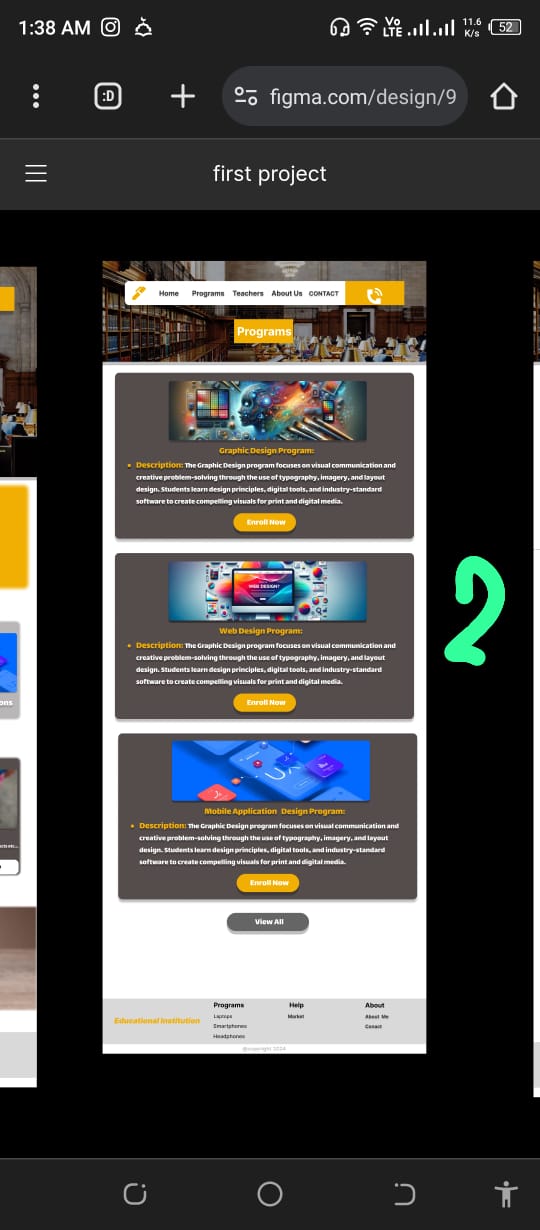 1:38 AM
Vo
LTE
11.6
K/s
52
:D
figma.com/design/9
first project
Home Programs Teachers About Us CONTACT
Programs
Graphic Design Program:
Description: The Graphic Design program focuses on visual communication and
creative problem-solving through the use of typography, imagery, and layout
design. Students learn design principles, digital tools, and industry-standard
software to create compelling visuals for print and digital media.
Enroll Now
WEB DESIGN?
Web Design Program:
Description: The Graphic Design program focuses on visual communication and
creative problem-solving through the use of typography, imagery, and layout
design. Students learn design principles, digital tools, and industry-standard
software to create compelling visuals for print and digital media.
Enroll Now
2
UX
Mobile Application Design Program:
Description: The Graphic Design program focuses on visual communication and
creative problem-solving through the use of typography, imagery, and layout
design. Students learn design principles, digital tools, and industry-standard
software to create compelling visuals for print and digital media.
Enroll Now
View All
Educational Institution
Programs
Laptops
Smartphones
Headphones
Help
Market
About
About Me
Conact
@copyright 2024